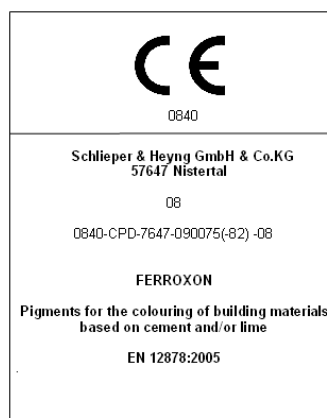 CE
0840
Schlieper & Heyng GmbH & Co.KG
57647 Nistertal
08
0840-CPD-7647-090075(-82) -08
FERROXON
Pigments for the colouring of building materials
based on cement and/or lime
EN 12878:2005